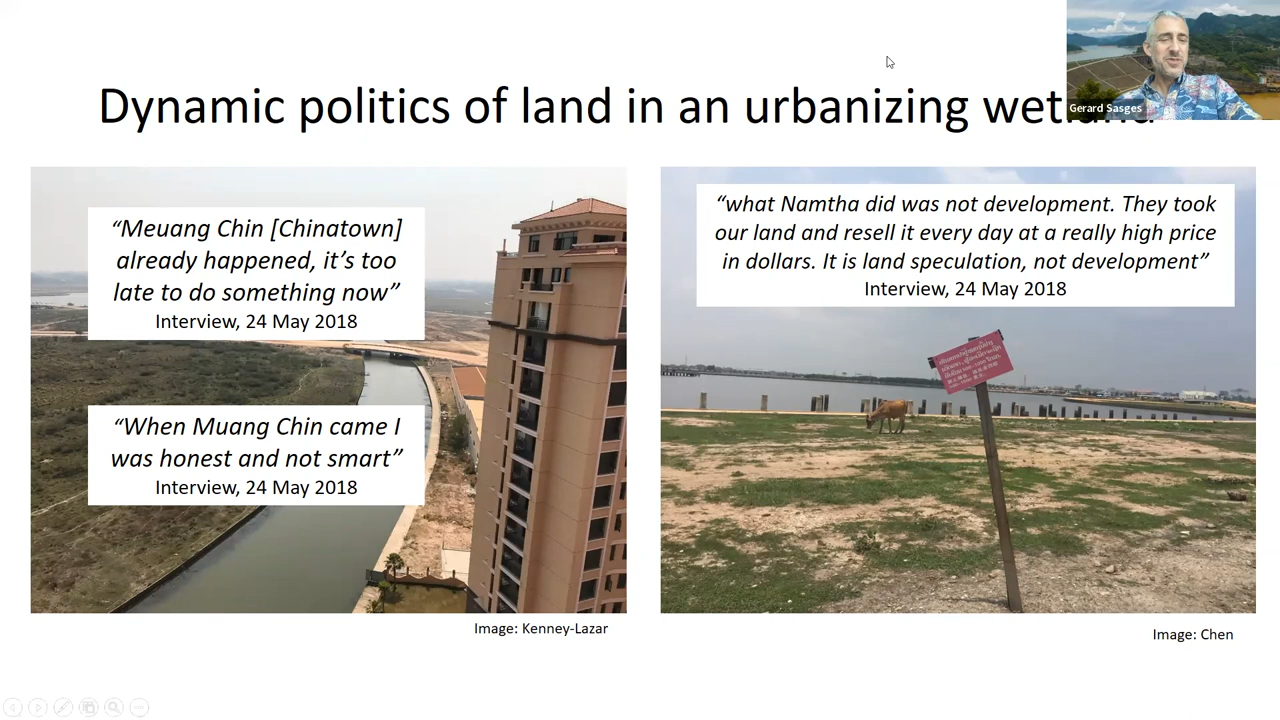 Dynamic politics of land in an urbanizing wetland
Gerard Sasges
“Meuang Chin [Chinatown]
already happened, it’s too
late to do something now”
Interview, 24 May 2018
“When Muang Chin came I
was honest and not smart”
Interview, 24 May 2018
Image: Kenney-Lazar
“what Namtha did was not development. They took
our land and resell it every day at a really high price
in dollars. It is land speculation, not development”
Interview, 24 May 2018
Image: Chen